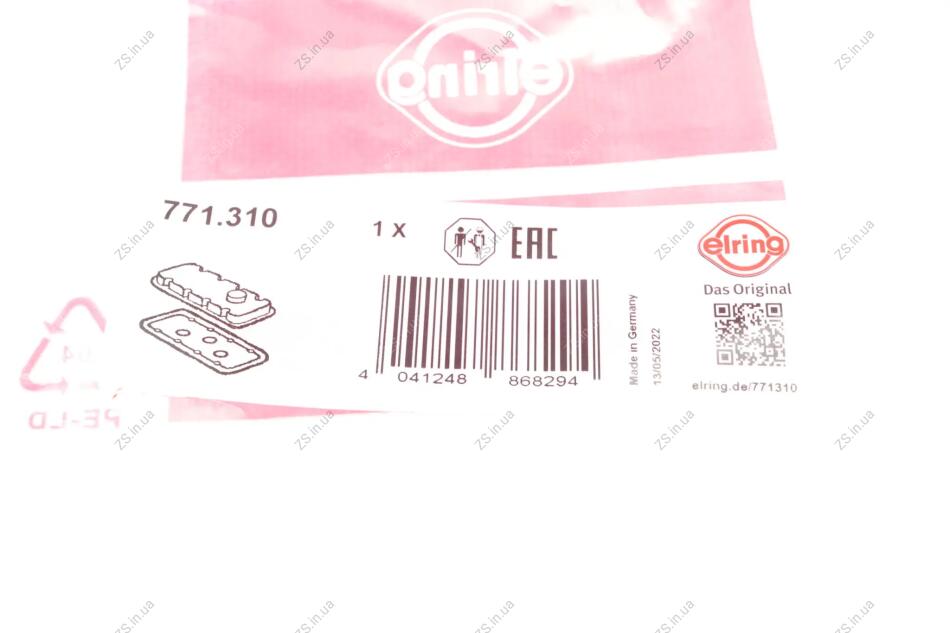 elring
771.310
1 X
EAC
elring
Das Original
elring.de/771310
4 041248 868294
Made in Germany
13/05/2022
04
PE-LD
ZS.in.ua